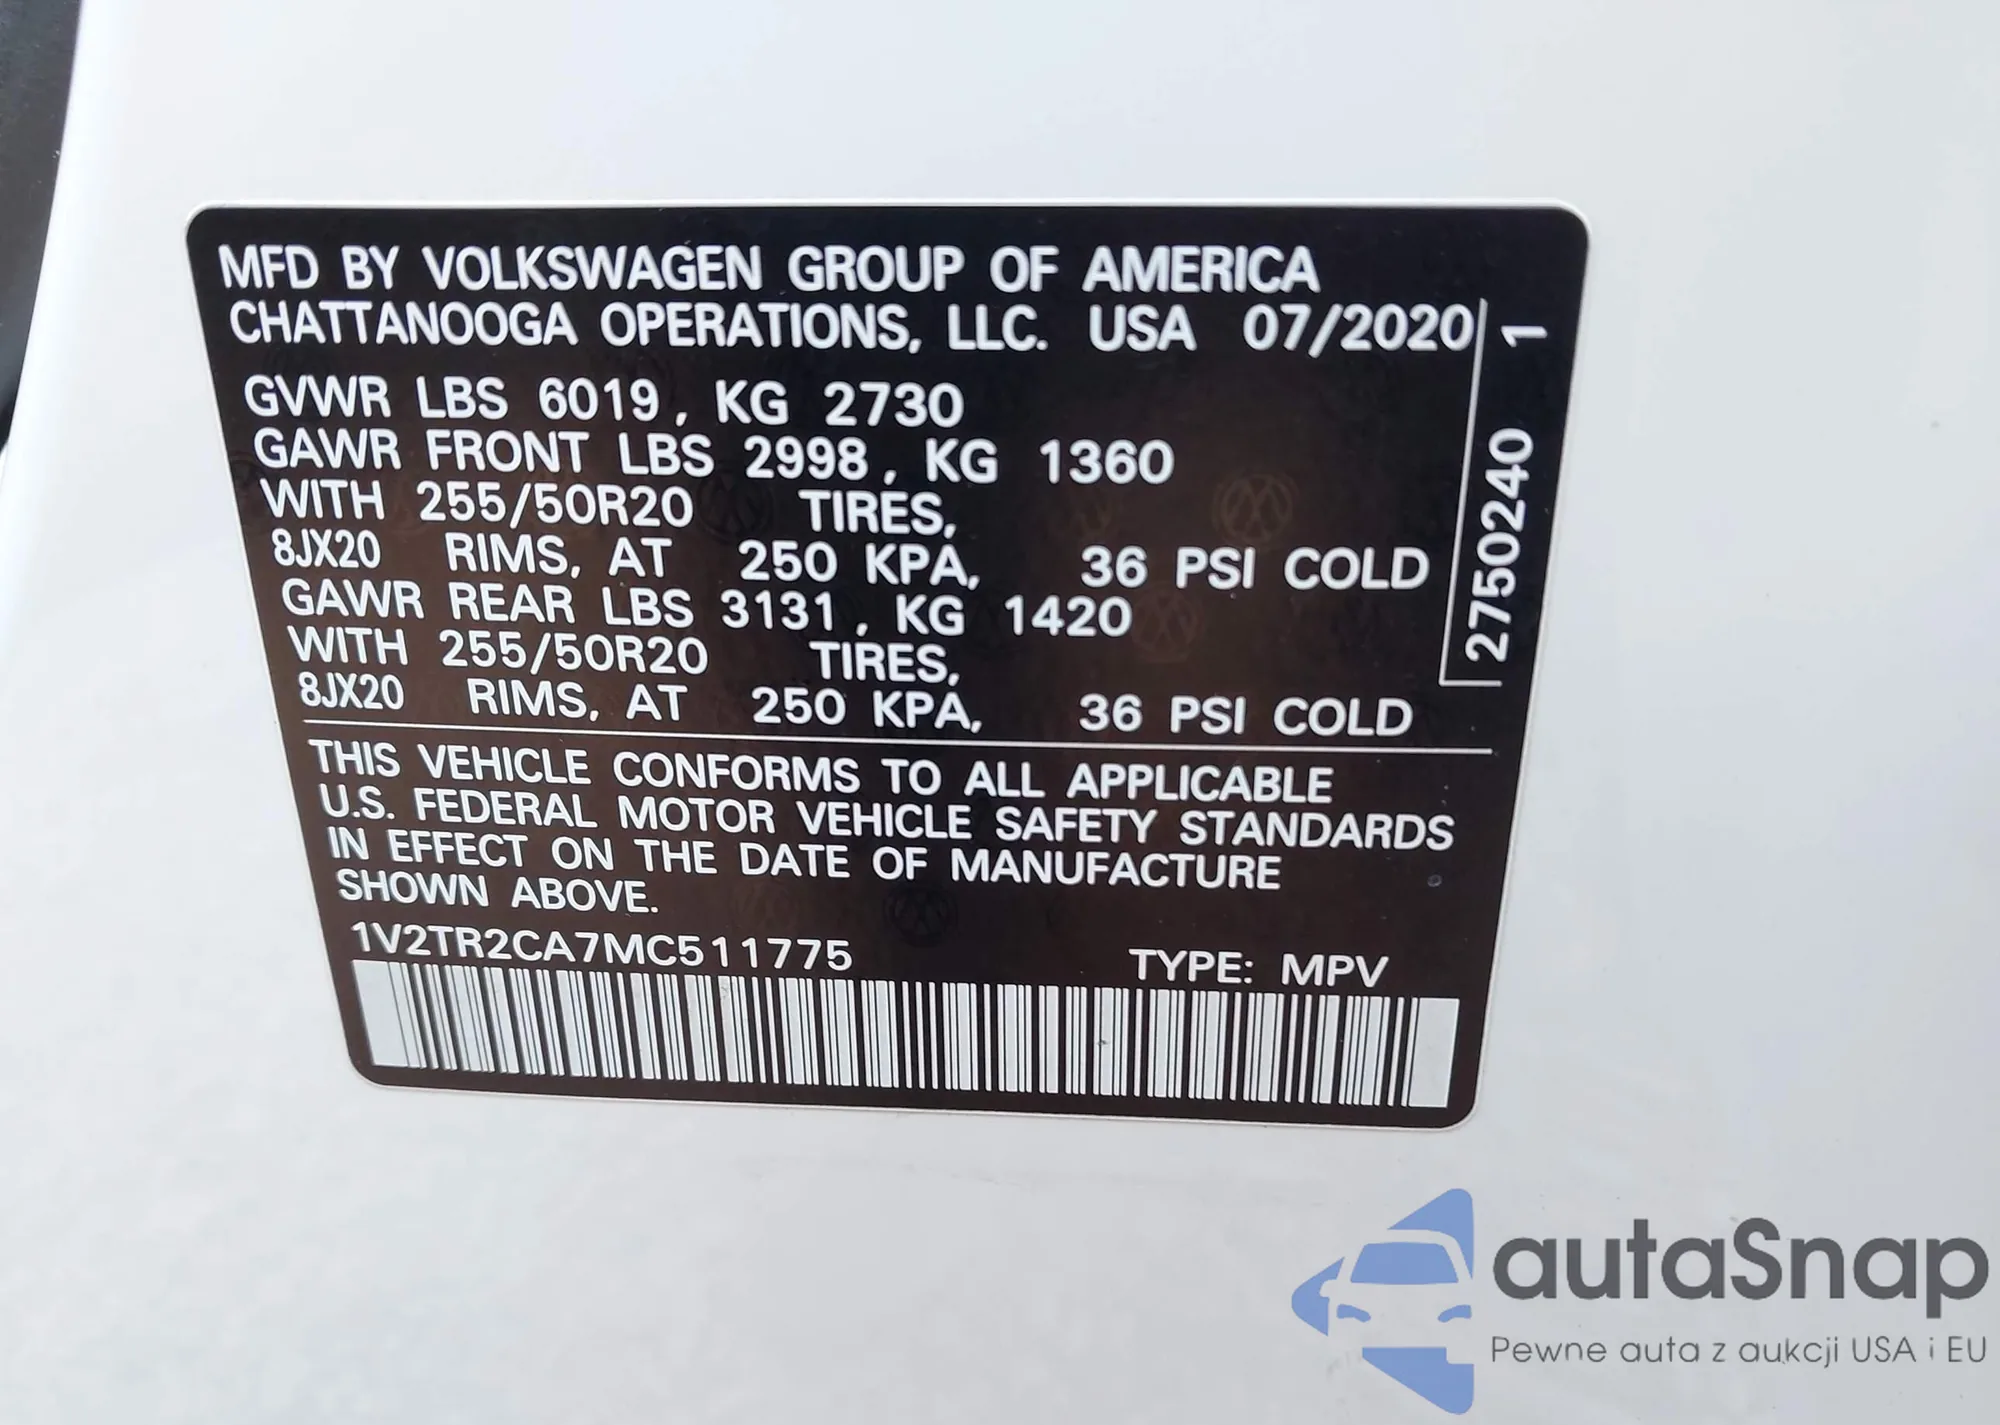 MFD BY VOLKSWAGEN GROUP OF AMERICA
CHATTANOOGA OPERATIONS, LLC. USA 07/2020
GVWR LBS 6019, KG 2730
GAWR FRONT LBS 2998, KG 1360
WITH 255/50R20 TIRES,
8JX20 RIMS, AT 250 KPA, 36 PSI COLD
GAWR REAR LBS 3131, KG 1420
WITH 255/50R20 TIRES,
8JX20 RIMS, AT 250 KPA, 36 PSI COLD
27502401 1
THIS VEHICLE CONFORMS TO ALL APPLICABLE
U.S. FEDERAL MOTOR VEHICLE SAFETY STANDARDS
IN EFFECT ON THE DATE OF MANUFACTURE
SHOWN ABOVE.
1V2TR2CA7MC511775 TYPE: MPV
autaSnap
Pewne auta z aukcji USA i EU